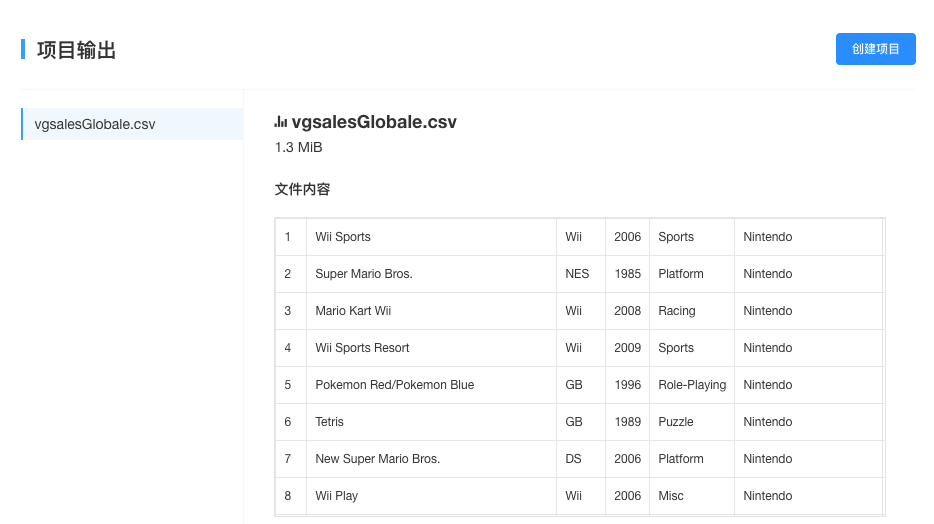 项目输出
创建项目
vgsalesGlobale.csv
vgsalesGlobale.csv
1.3 MiB
文件内容
1 Wii Sports Wii 2006 Sports Nintendo
2 Super Mario Bros. NES 1985 Platform Nintendo
3 Mario Kart Wii Wii 2008 Racing Nintendo
4 Wii Sports Resort Wii 2009 Sports Nintendo
5 Pokemon Red/Pokemon Blue GB 1996 Role-Playing Nintendo
6 Tetris GB 1989 Puzzle Nintendo
7 New Super Mario Bros. DS 2006 Platform Nintendo
8 Wii Play Wii 2006 Misc Nintendo